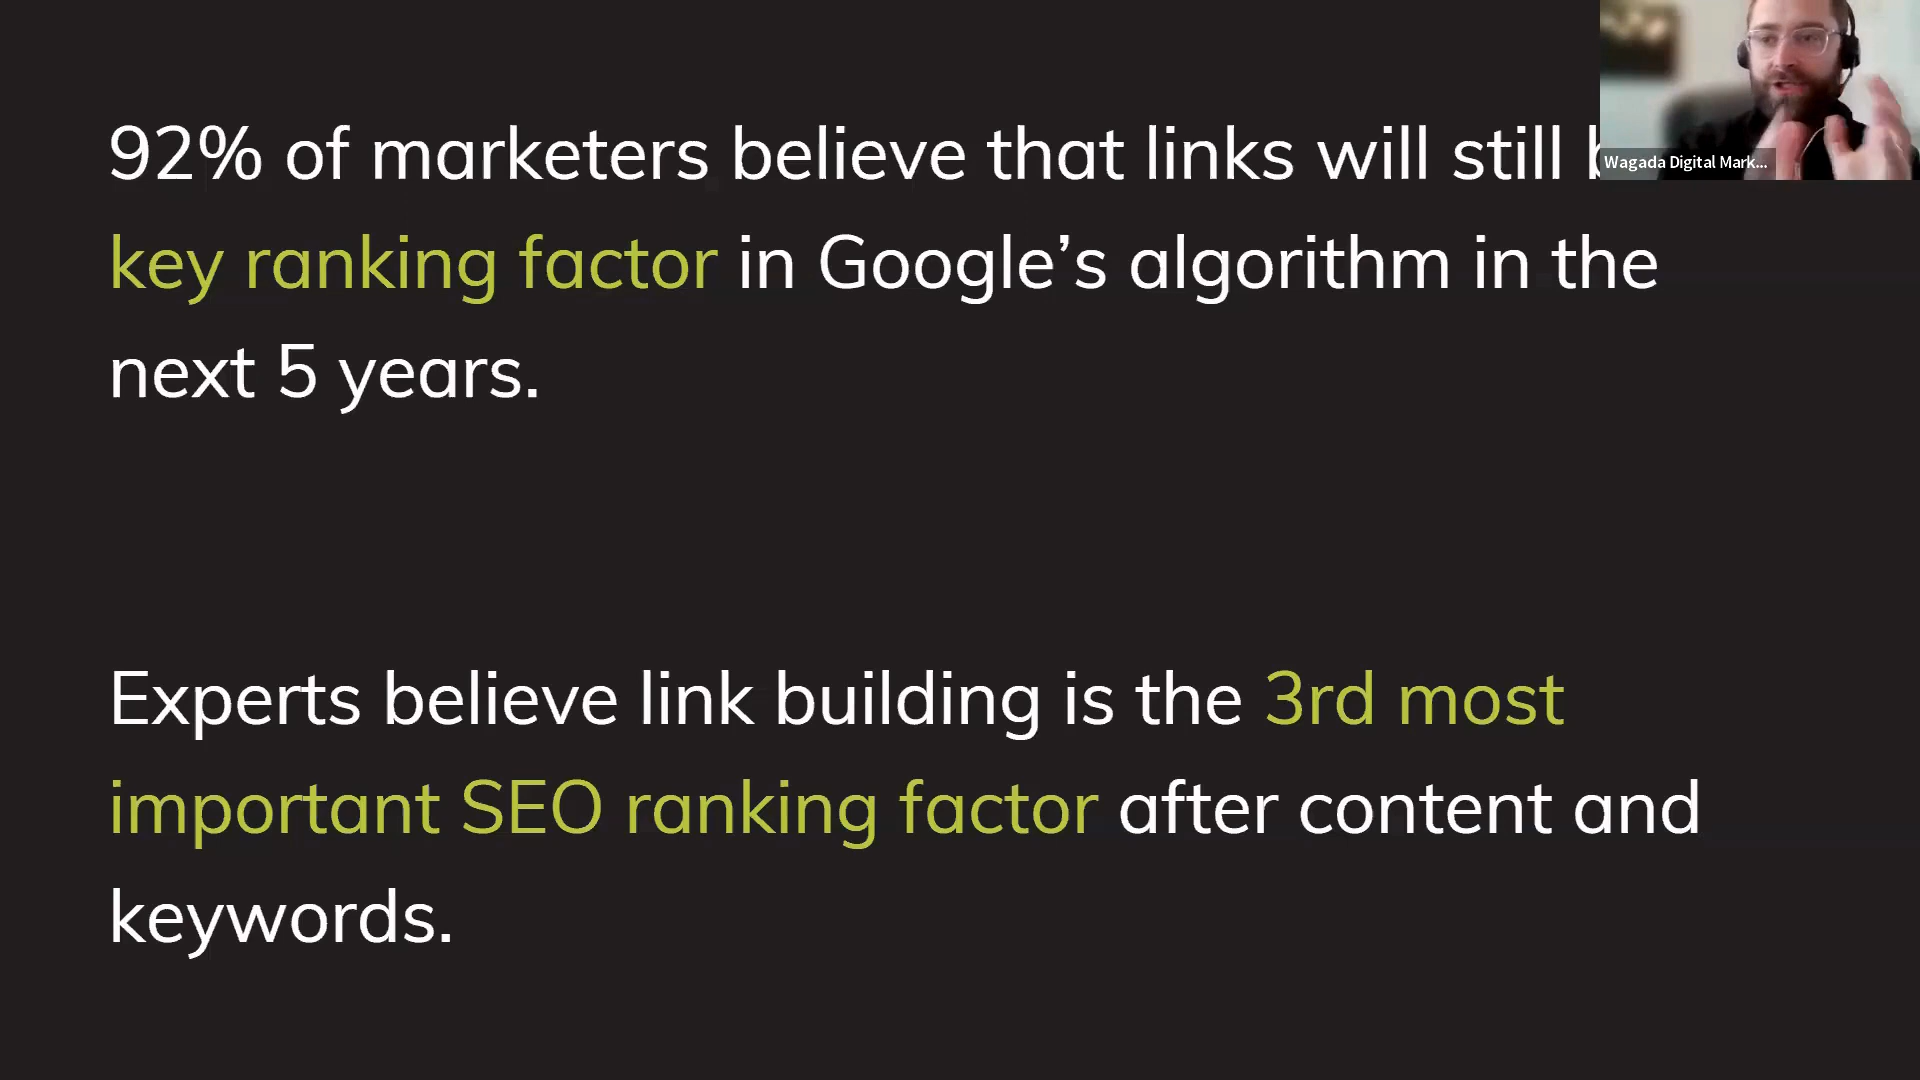 92% of marketers believe that links will still
key ranking factor in Google’s algorithm in the
next 5 years.
Wagada Digital Mark...
Experts believe link building is the 3rd most
important SEO ranking factor after content and
keywords.